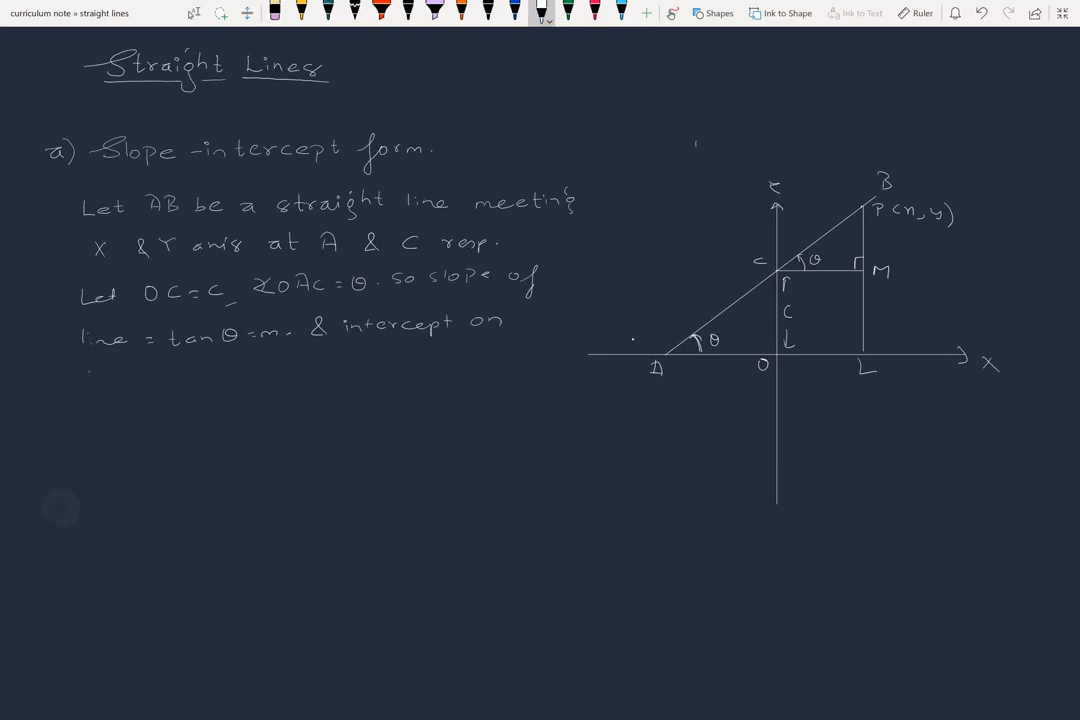 curriculum note » straight lines
Shapes
Ink to Shape
Ink to Text
Ruler
Straight Lines
a) Slope-intercept form.
Let AB be a straight line meeting
X & Y axis at A & C resp.
Let OC = C, ∠OAC = θ. so slope of
line = tan θ = m. & intercept on
B
P(x, y)
C
θ
M
C
θ
A
O
L
X